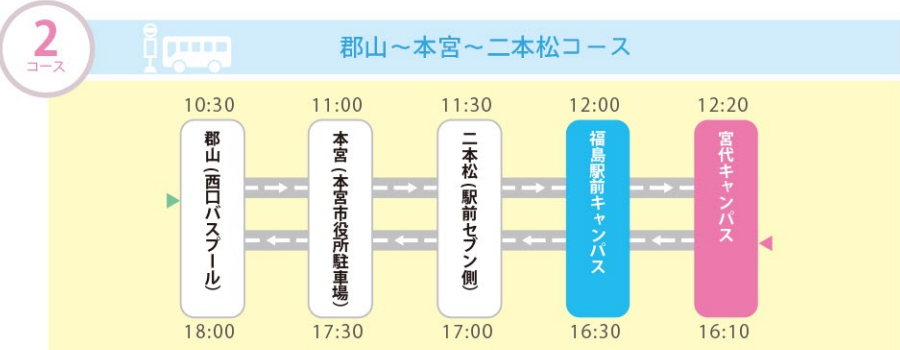 2
コース
郡山～本宮～二本松コース
10:30
11:00
11:30
12:00
12:20
郡山(西口バスプール)
本宮(本宮市役所駐車場)
二本松(駅前セブン側)
福島駅前キャンパス
宮代キャンパス
18:00
17:30
17:00
16:30
16:10